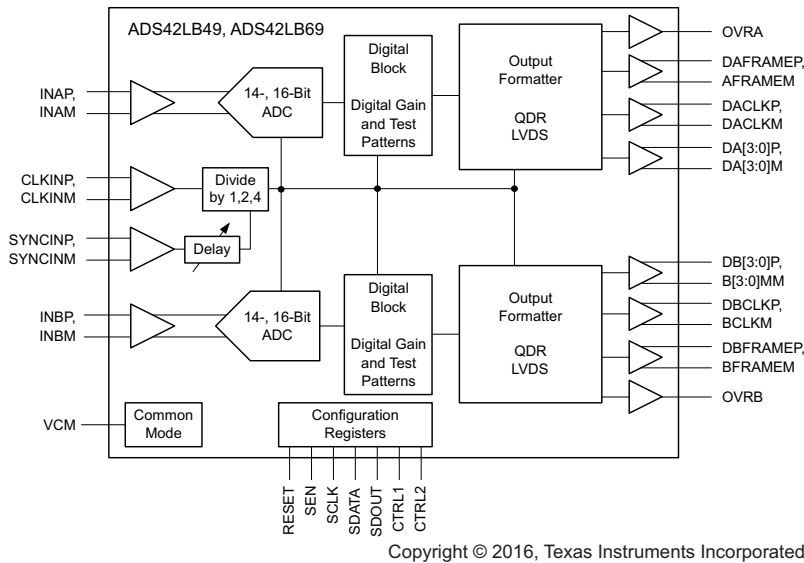 ADS42LB49, ADS42LB69
INAP,
INAM
14-, 16-Bit
ADC
Digital
Block
Digital Gain
and Test
Patterns
Output
Formatter
QDR
LVDS
OVRA
DAFRAMEP,
AFRAMEM
DACLKP,
DACLKM
DA[3:0]P,
DA[3:0]M
CLKINP,
CLKINM
Divide
by 1,2,4
SYNCINP,
SYNCINM
Delay
INBP,
INBM
14-, 16-Bit
ADC
Digital
Block
Digital Gain
and Test
Patterns
Output
Formatter
QDR
LVDS
DB[3:0]P,
B[3:0]MM
DBCLKP,
BCLKM
DBFRAMEP,
BFRAMEM
OVRB
VCM
Common
Mode
Configuration
Registers
RESET
SEN
SCLK
SDATA
SDOUT
CTRL1
CTRL2
Copyright © 2016, Texas Instruments Incorporated